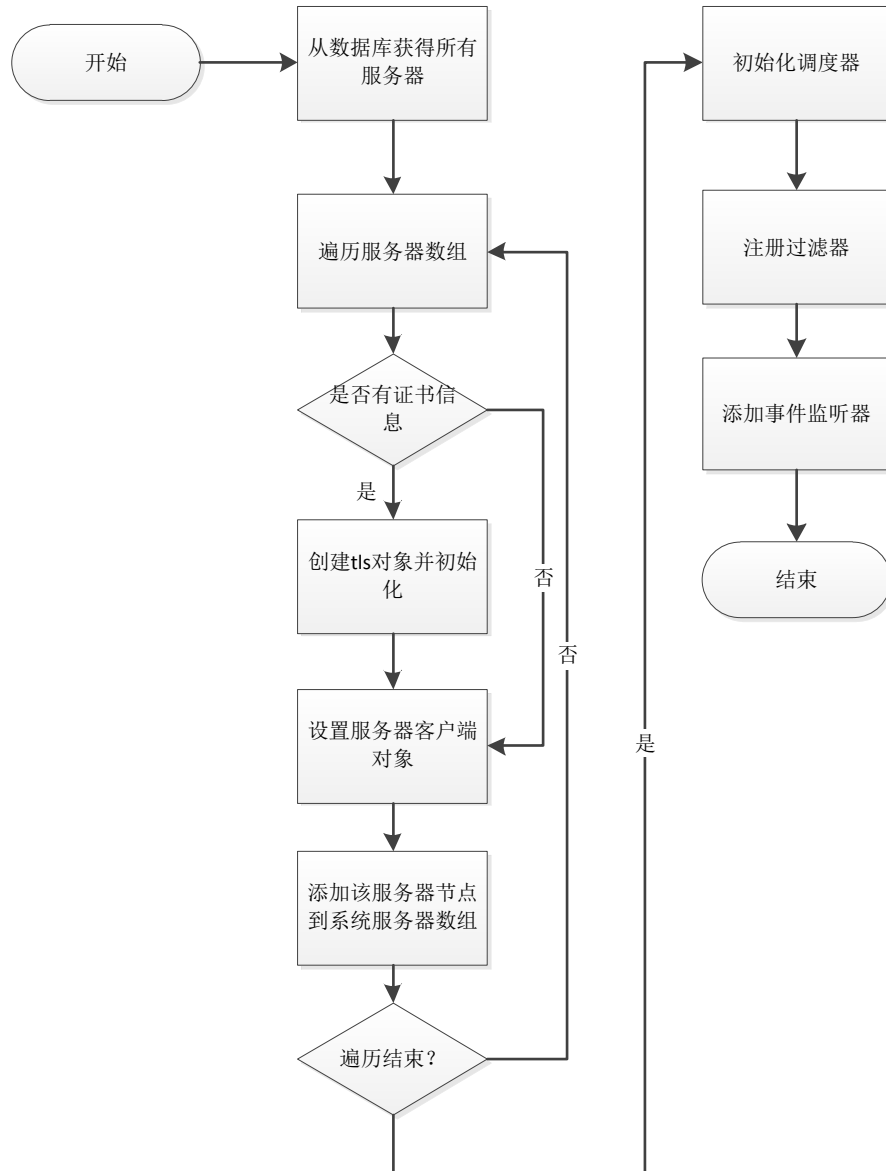 开始
从数据库获得所有
服务器
遍历服务器数组
是否有证书信
息
是
创建tls对象并初始
化
否
设置服务器客户端
对象
否
添加该服务器节点
到系统服务器数组
遍历结束？
是
初始化调度器
注册过滤器
添加事件监听器
结束